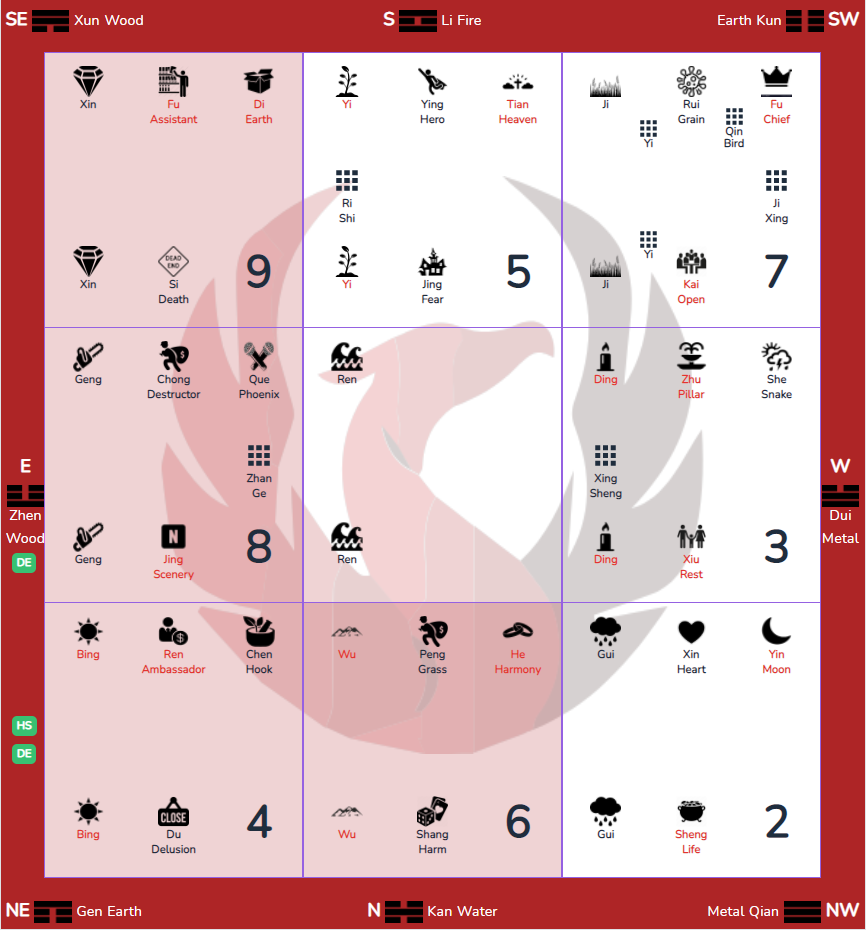 SE Xun Wood
S Li Fire
Earth Kun SW
Xin
Fu
Assistant
Di
Earth
Yi
Ying
Hero
Tian
Heaven
Ji
Yi
Rui
Grain
Qin
Bird
Fu
Chief
Ri
Shi
Ji
Xing
Xin
DEAD
END
Si
Death
9
Yi
Jing
Fear
5
Ji
Yi
Kai
Open
7
Geng
Chong
Destructor
Que
Phoenix
Ren
Ding
Zhu
Pillar
She
Snake
E
Zhen
Wood
DE
W
Dui
Metal
Zhan
Ge
Xing
Sheng
Geng
N
Jing
Scenery
8
Ren
Ding
Xiu
Rest
3
Bing
Ren
Ambassador
Chen
Hook
Wu
Peng
Grass
He
Harmony
Gui
Xin
Heart
Yin
Moon
HS
DE
Bing
CLOSE
Du
Delusion
4
Wu
Shang
Harm
6
Gui
Sheng
Life
2
NE Gen Earth
N Kan Water
Metal Qian NW